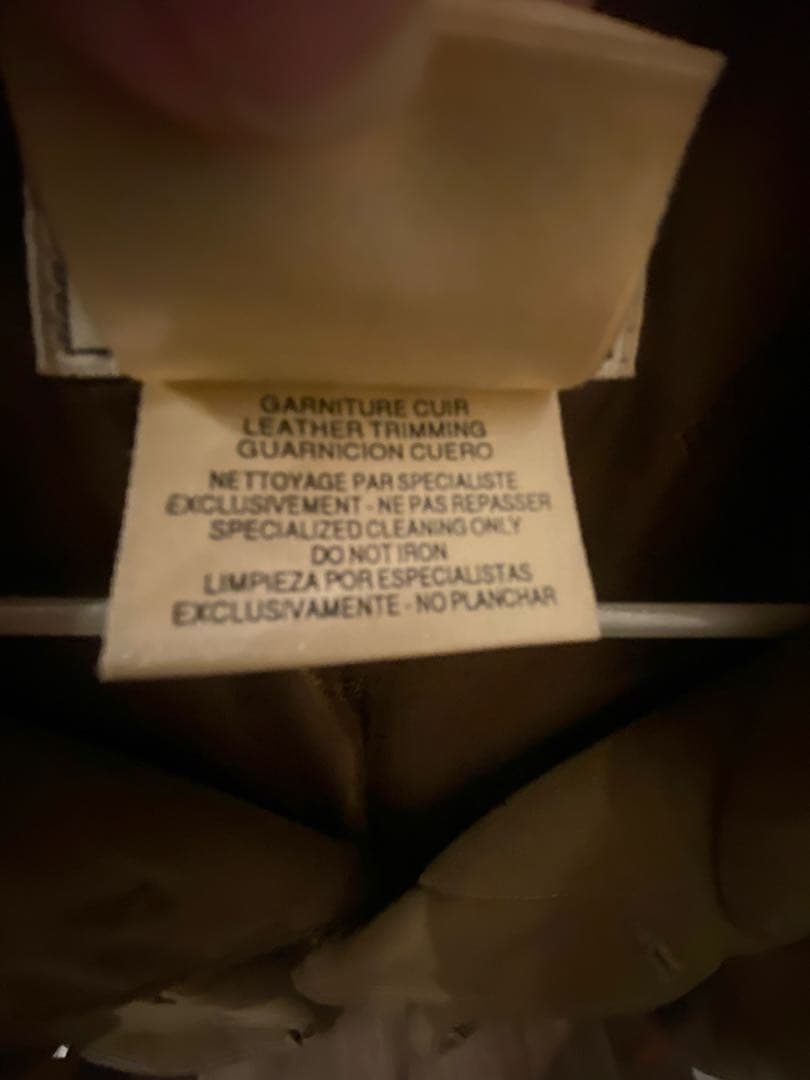 GARNITURE CUIR
LEATHER TRIMMING
GUARNICION CUERO
NETTOYAGE PAR SPECIALISTE
EXCLUSIVEMENT - NE PAS REPASSER
SPECIALIZED CLEANING ONLY
DO NOT IRON
LIMPIEZA POR ESPECIALISTAS
EXCLUSIVAMENTE - NO PLANCHAR